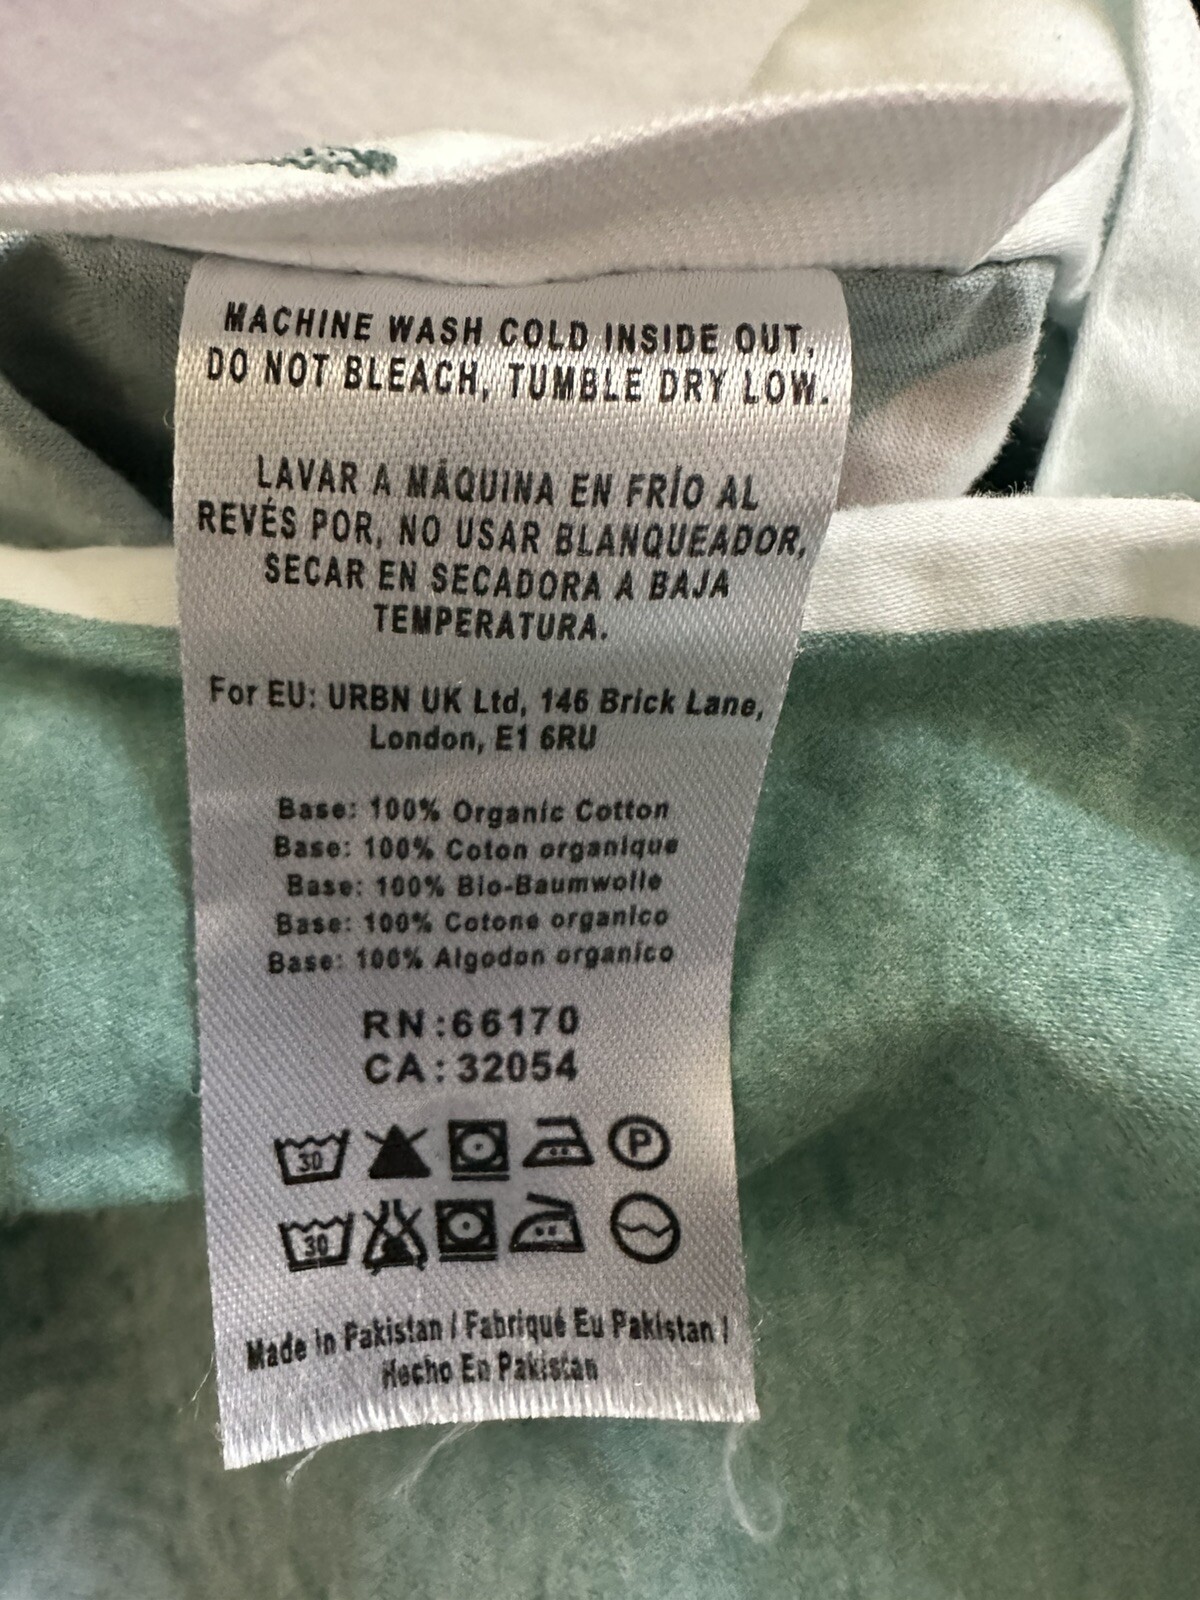 MACHINE WASH COLD INSIDE OUT,
DO NOT BLEACH, TUMBLE DRY LOW.
LAVAR A MÁQUINA EN FRÍO AL
REVÉS POR, NO USAR BLANQUEADOR,
SECAR EN SECADORA A BAJA
TEMPERATURA.
For EU: URBN UK Ltd, 146 Brick Lane,
London, E1 6RU
Base: 100% Organic Cotton
Base: 100% Coton organique
Base: 100% Bio-Baumwolle
Base: 100% Cotone organico
Base: 100% Algodon organico
RN:66170
CA:32054
30 P
30
Made in Pakistan / Fabriqué Eu Pakistan /
Hecho En Pakistan